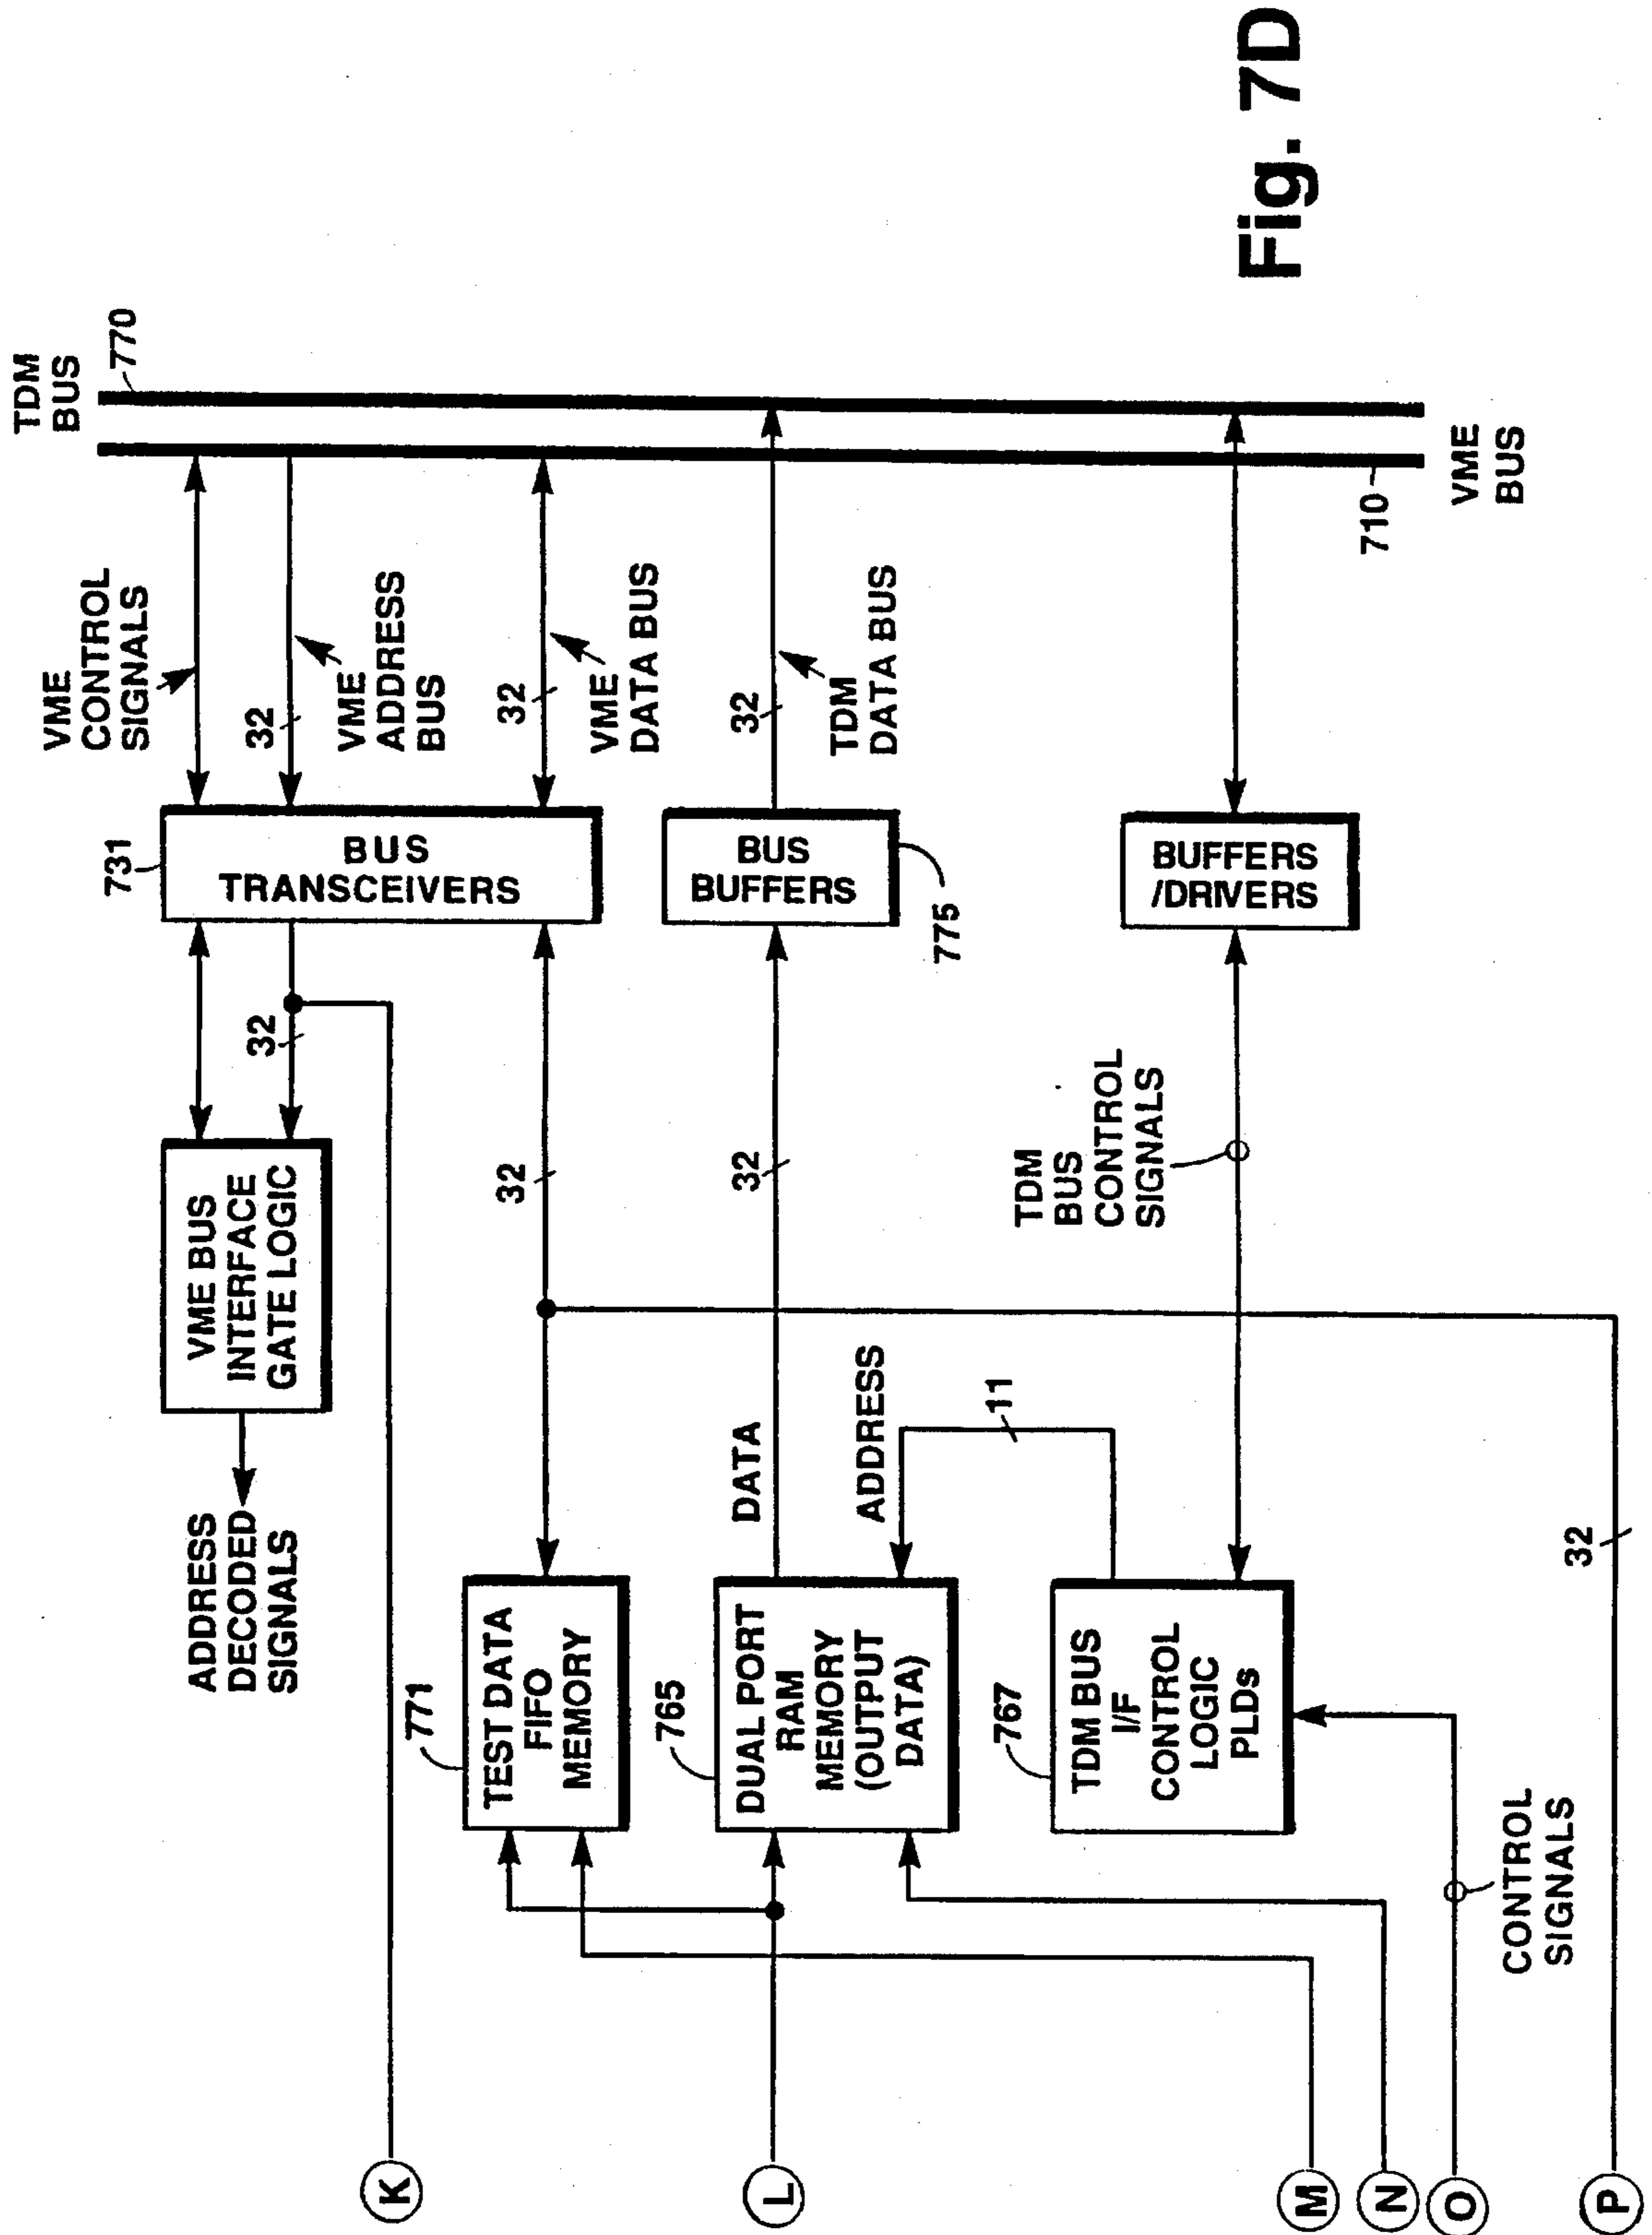 TDM
BUS
770
VME
CONTROL
SIGNALS
32
VME
ADDRESS
BUS
32
VME
DATA BUS
32
TDM
DATA BUS
710
VME
BUS
731
BUS
TRANSCEIVERS
BUS
BUFFERS
775
BUFFERS
/DRIVERS
32
VME BUS
INTERFACE
GATE LOGIC
32
32
TDM
BUS
CONTROL
SIGNALS
ADDRESS
DECODED
SIGNALS
DATA
ADDRESS
11
32
771
TEST DATA
FIFO
MEMORY
765
DUAL PORT
RAM
MEMORY
(OUTPUT
DATA)
767
TDM BUS
I/F
CONTROL
LOGIC
PLDs
CONTROL
SIGNALS
K
L
M
N
O
P
Fig. 7D